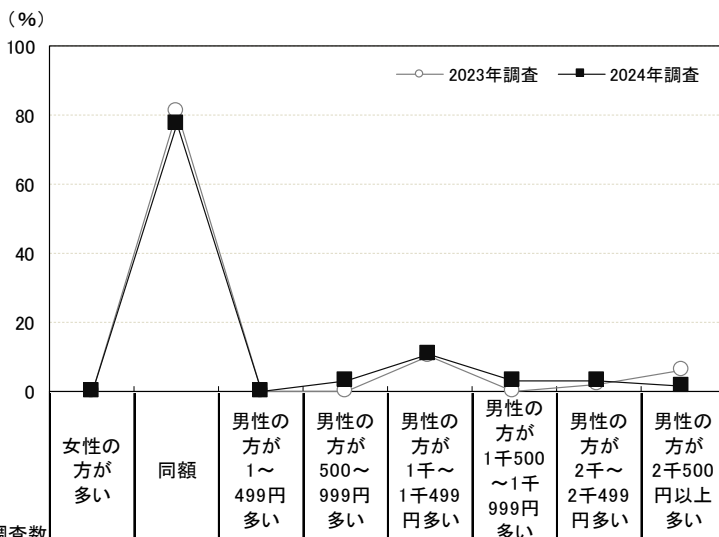 （%）
100
2023年調査
2024年調査
80
60
40
20
0
女性の
方が
多い
同額
男性の
方が
1～
499円
多い
男性の
方が
500～
999円
多い
男性の
方が
1千～
1千499
円多い
男性の
方が
1千500
～1千
999円
多い
男性の
方が
2千～
2千499
円多い
男性の
方が
2千500
円以上
多い
調査数